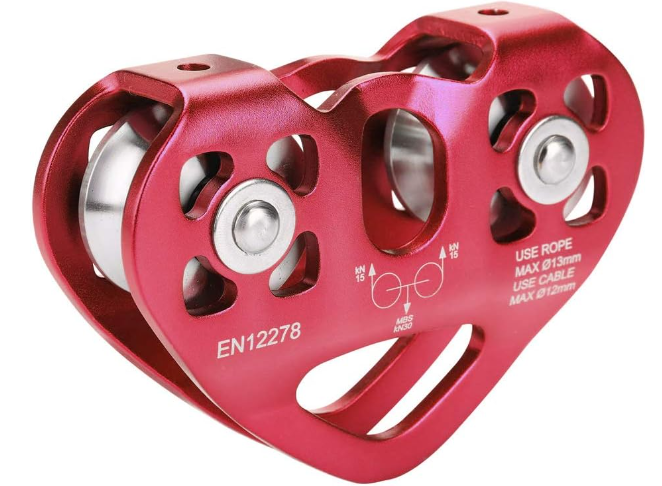 kN
15
kN
15
MBS
kN30
USE ROPE
MAX Ø13mm
USE CABLE
MAX Ø12mm
EN12278